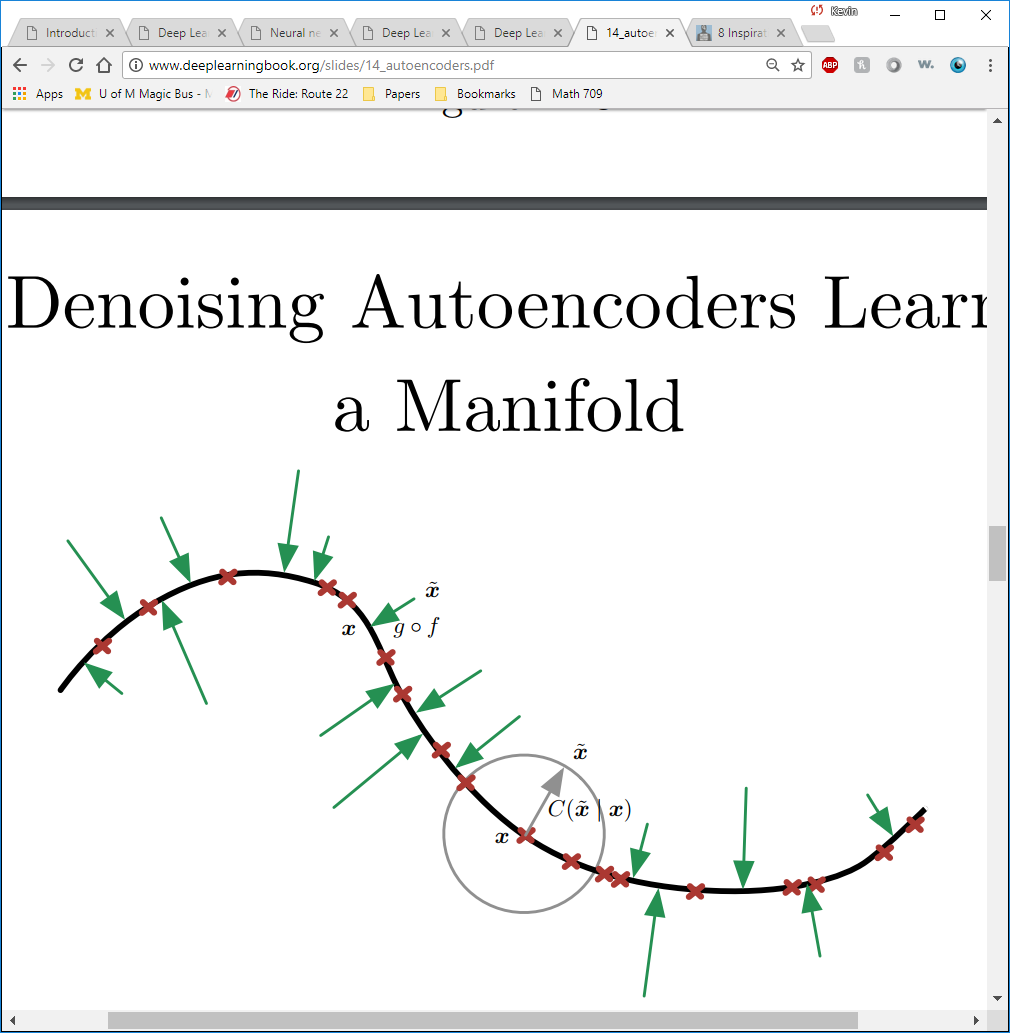 Kevin
Introduct
Deep Lea
Neural ne
Deep Lea
Deep Lea
14_autoe
8 Inspirat
www.deeplearningbook.org/slides/14_autoencoders.pdf
ABP
w.
Apps
U of M Magic Bus - 
The Ride: Route 22
Papers
Bookmarks
Math 709
Denoising Autoencoders Learn
a Manifold
x̃
x
g ∘ f
x̃
C(x̃ | x)
x